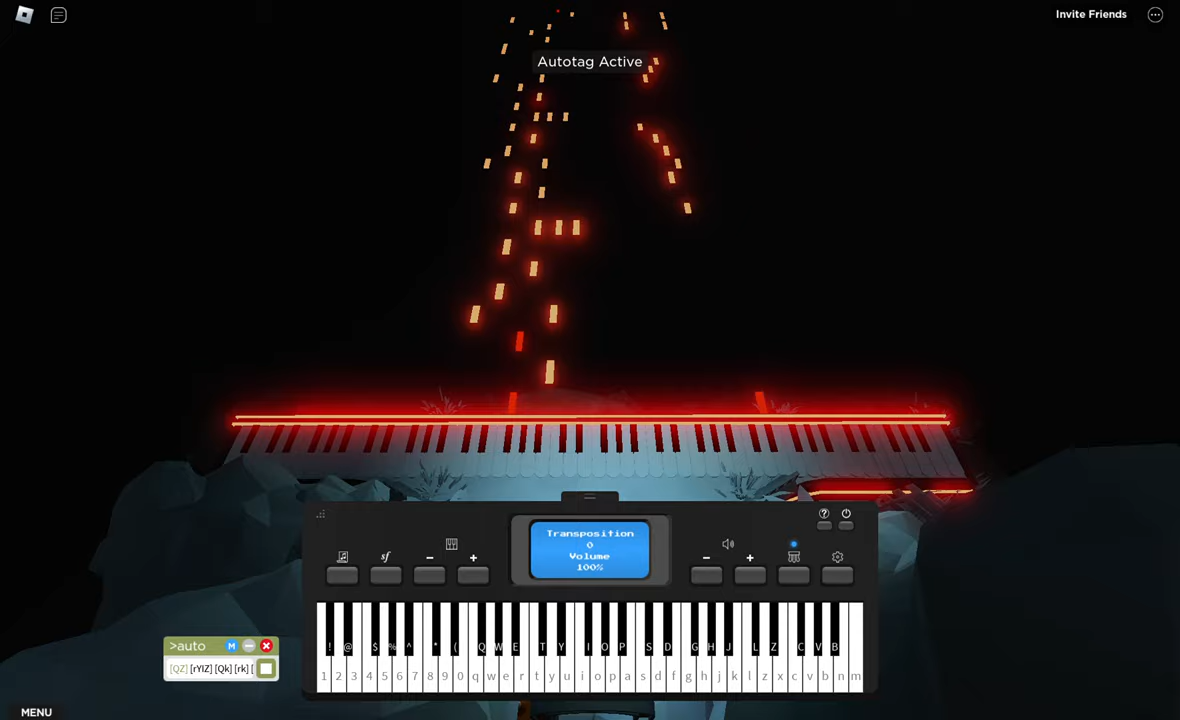 Invite Friends
Autotag Active
Transposition
0
Volume
100%
sf
- +
- +
?
! @ $ % ^ * ( Q W E T Y I O P S D G H J L Z C V B
1 2 3 4 5 6 7 8 9 0 q w e r t y u i o p a s d f g h j k l z x c v b n m
>auto
M
[QZ] [rYIZ] [Qk] [rk] [
MENU